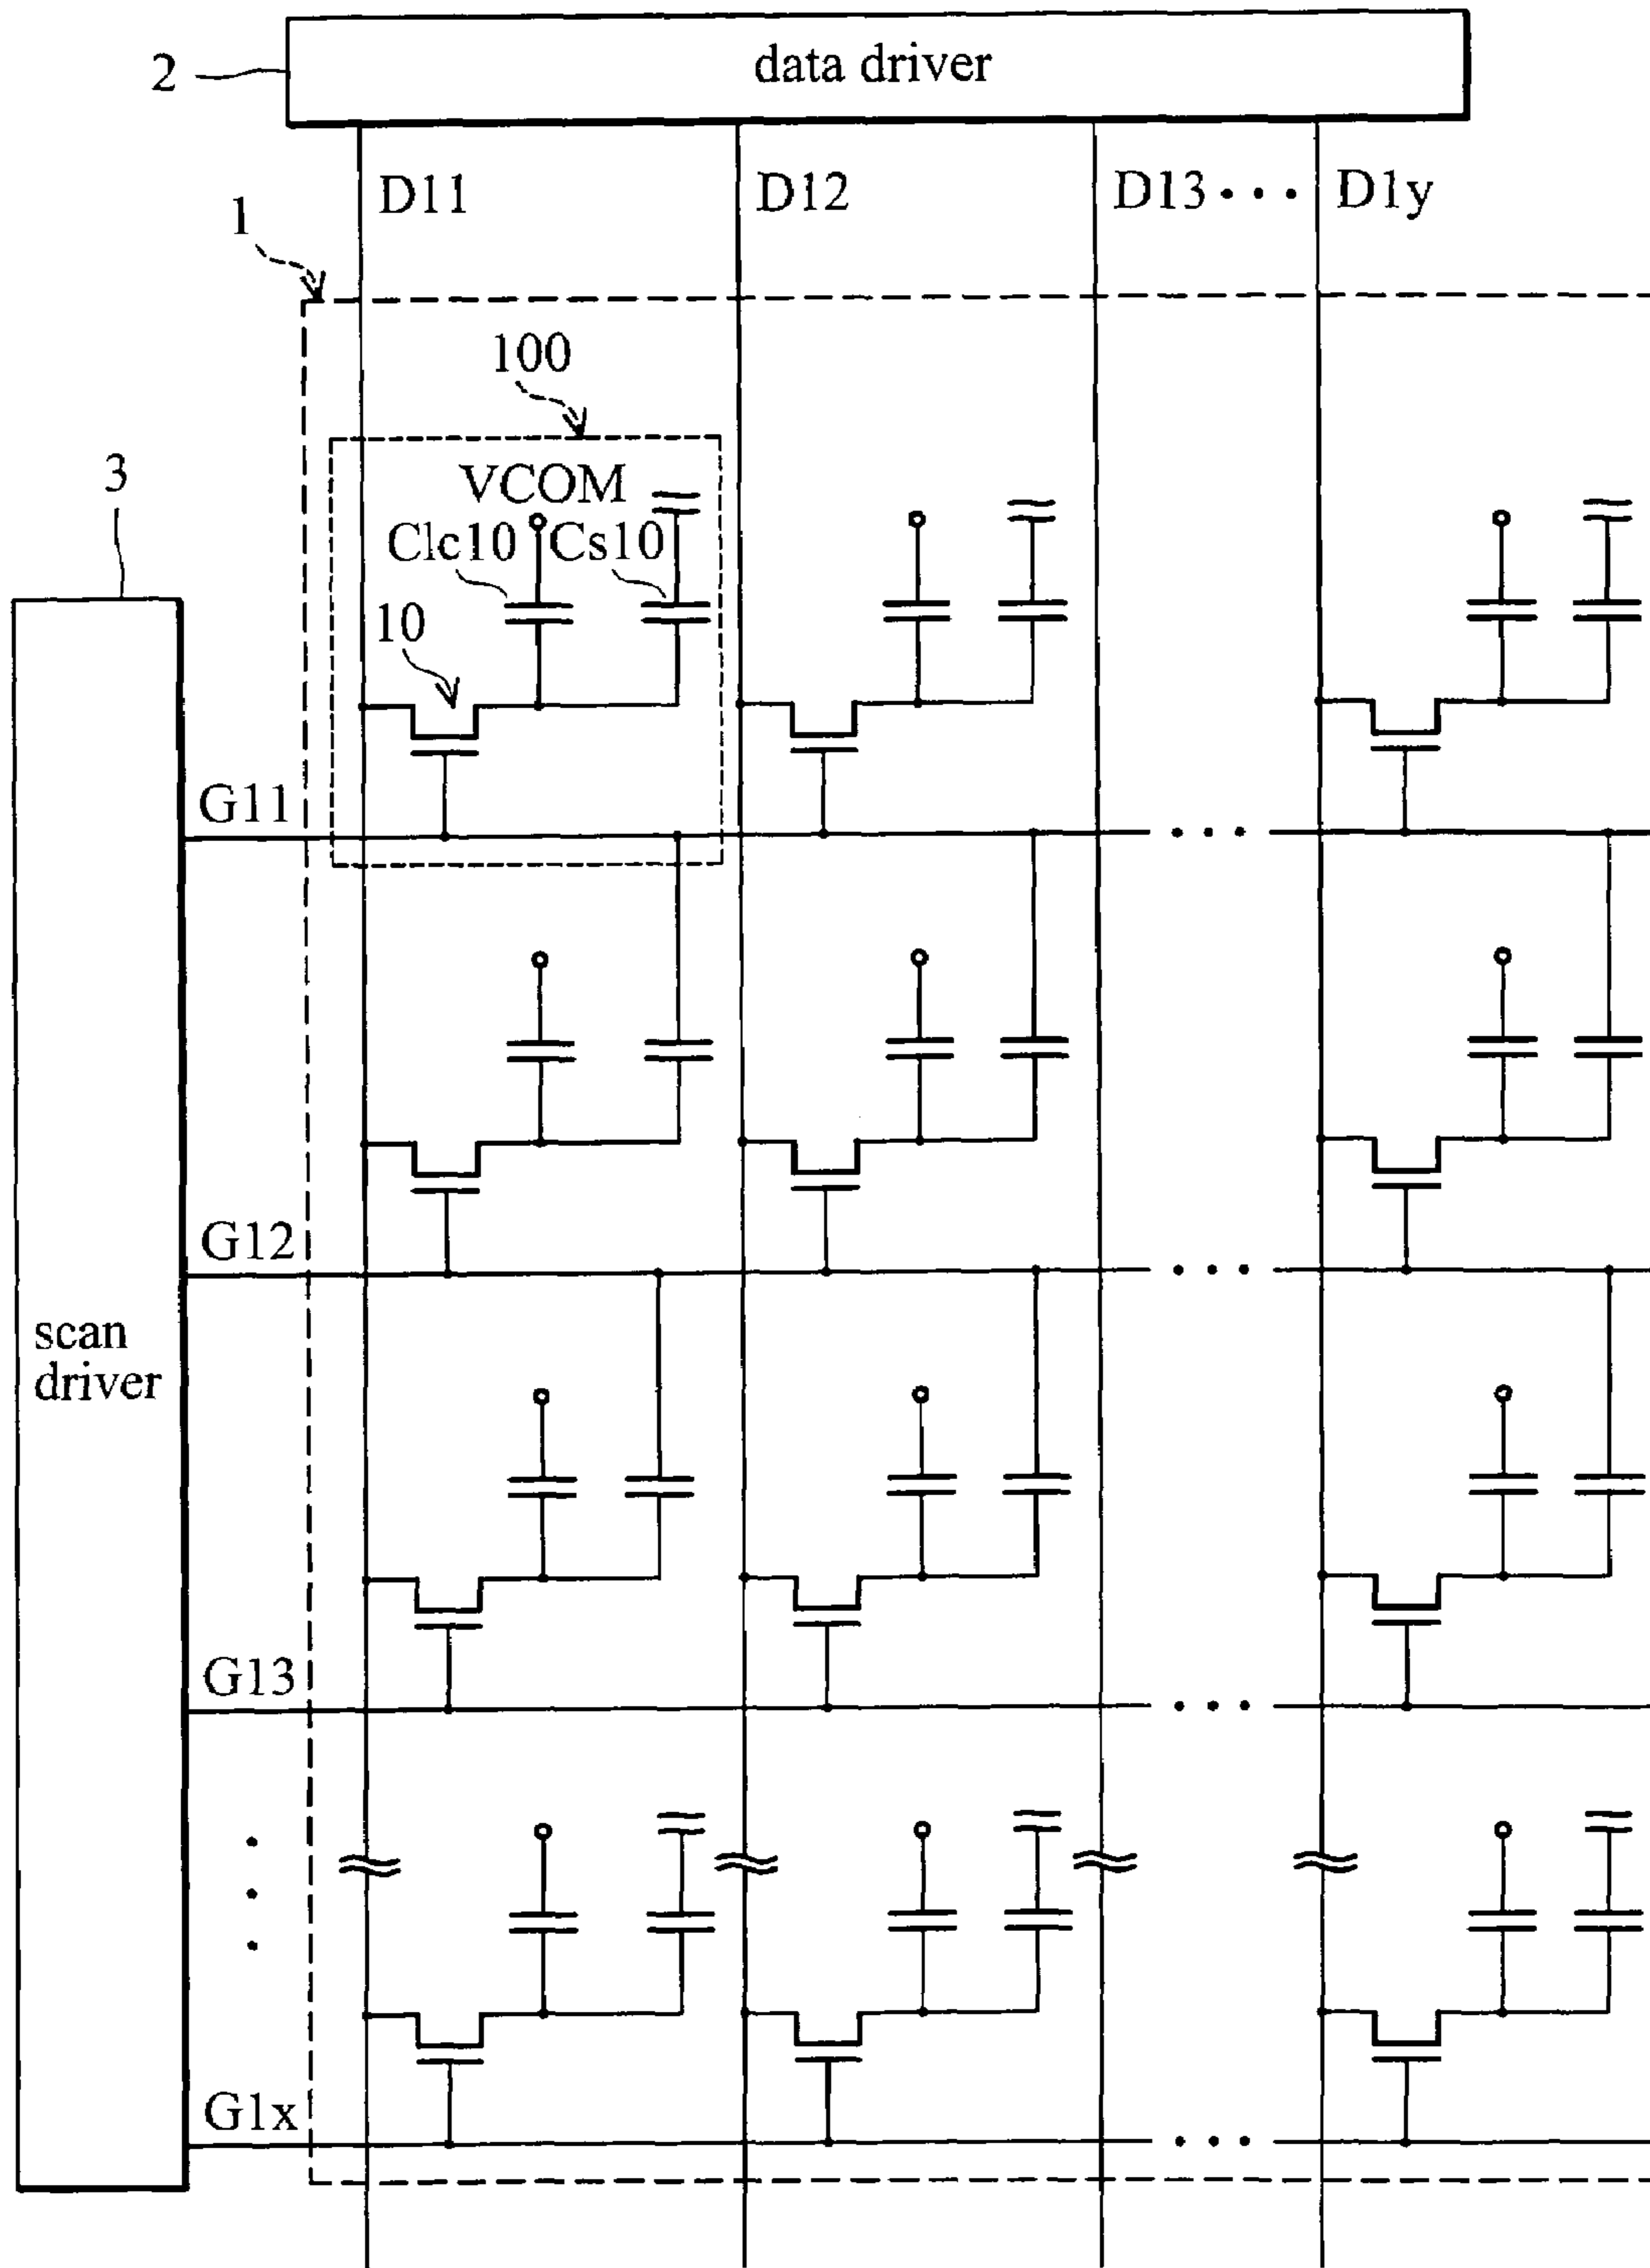 data driver
2
D11
D12
D13 • • •
D1y
1
100
VCOM
3
Clc10
Cs10
10
G11
G12
scan
driver
G13
G1x